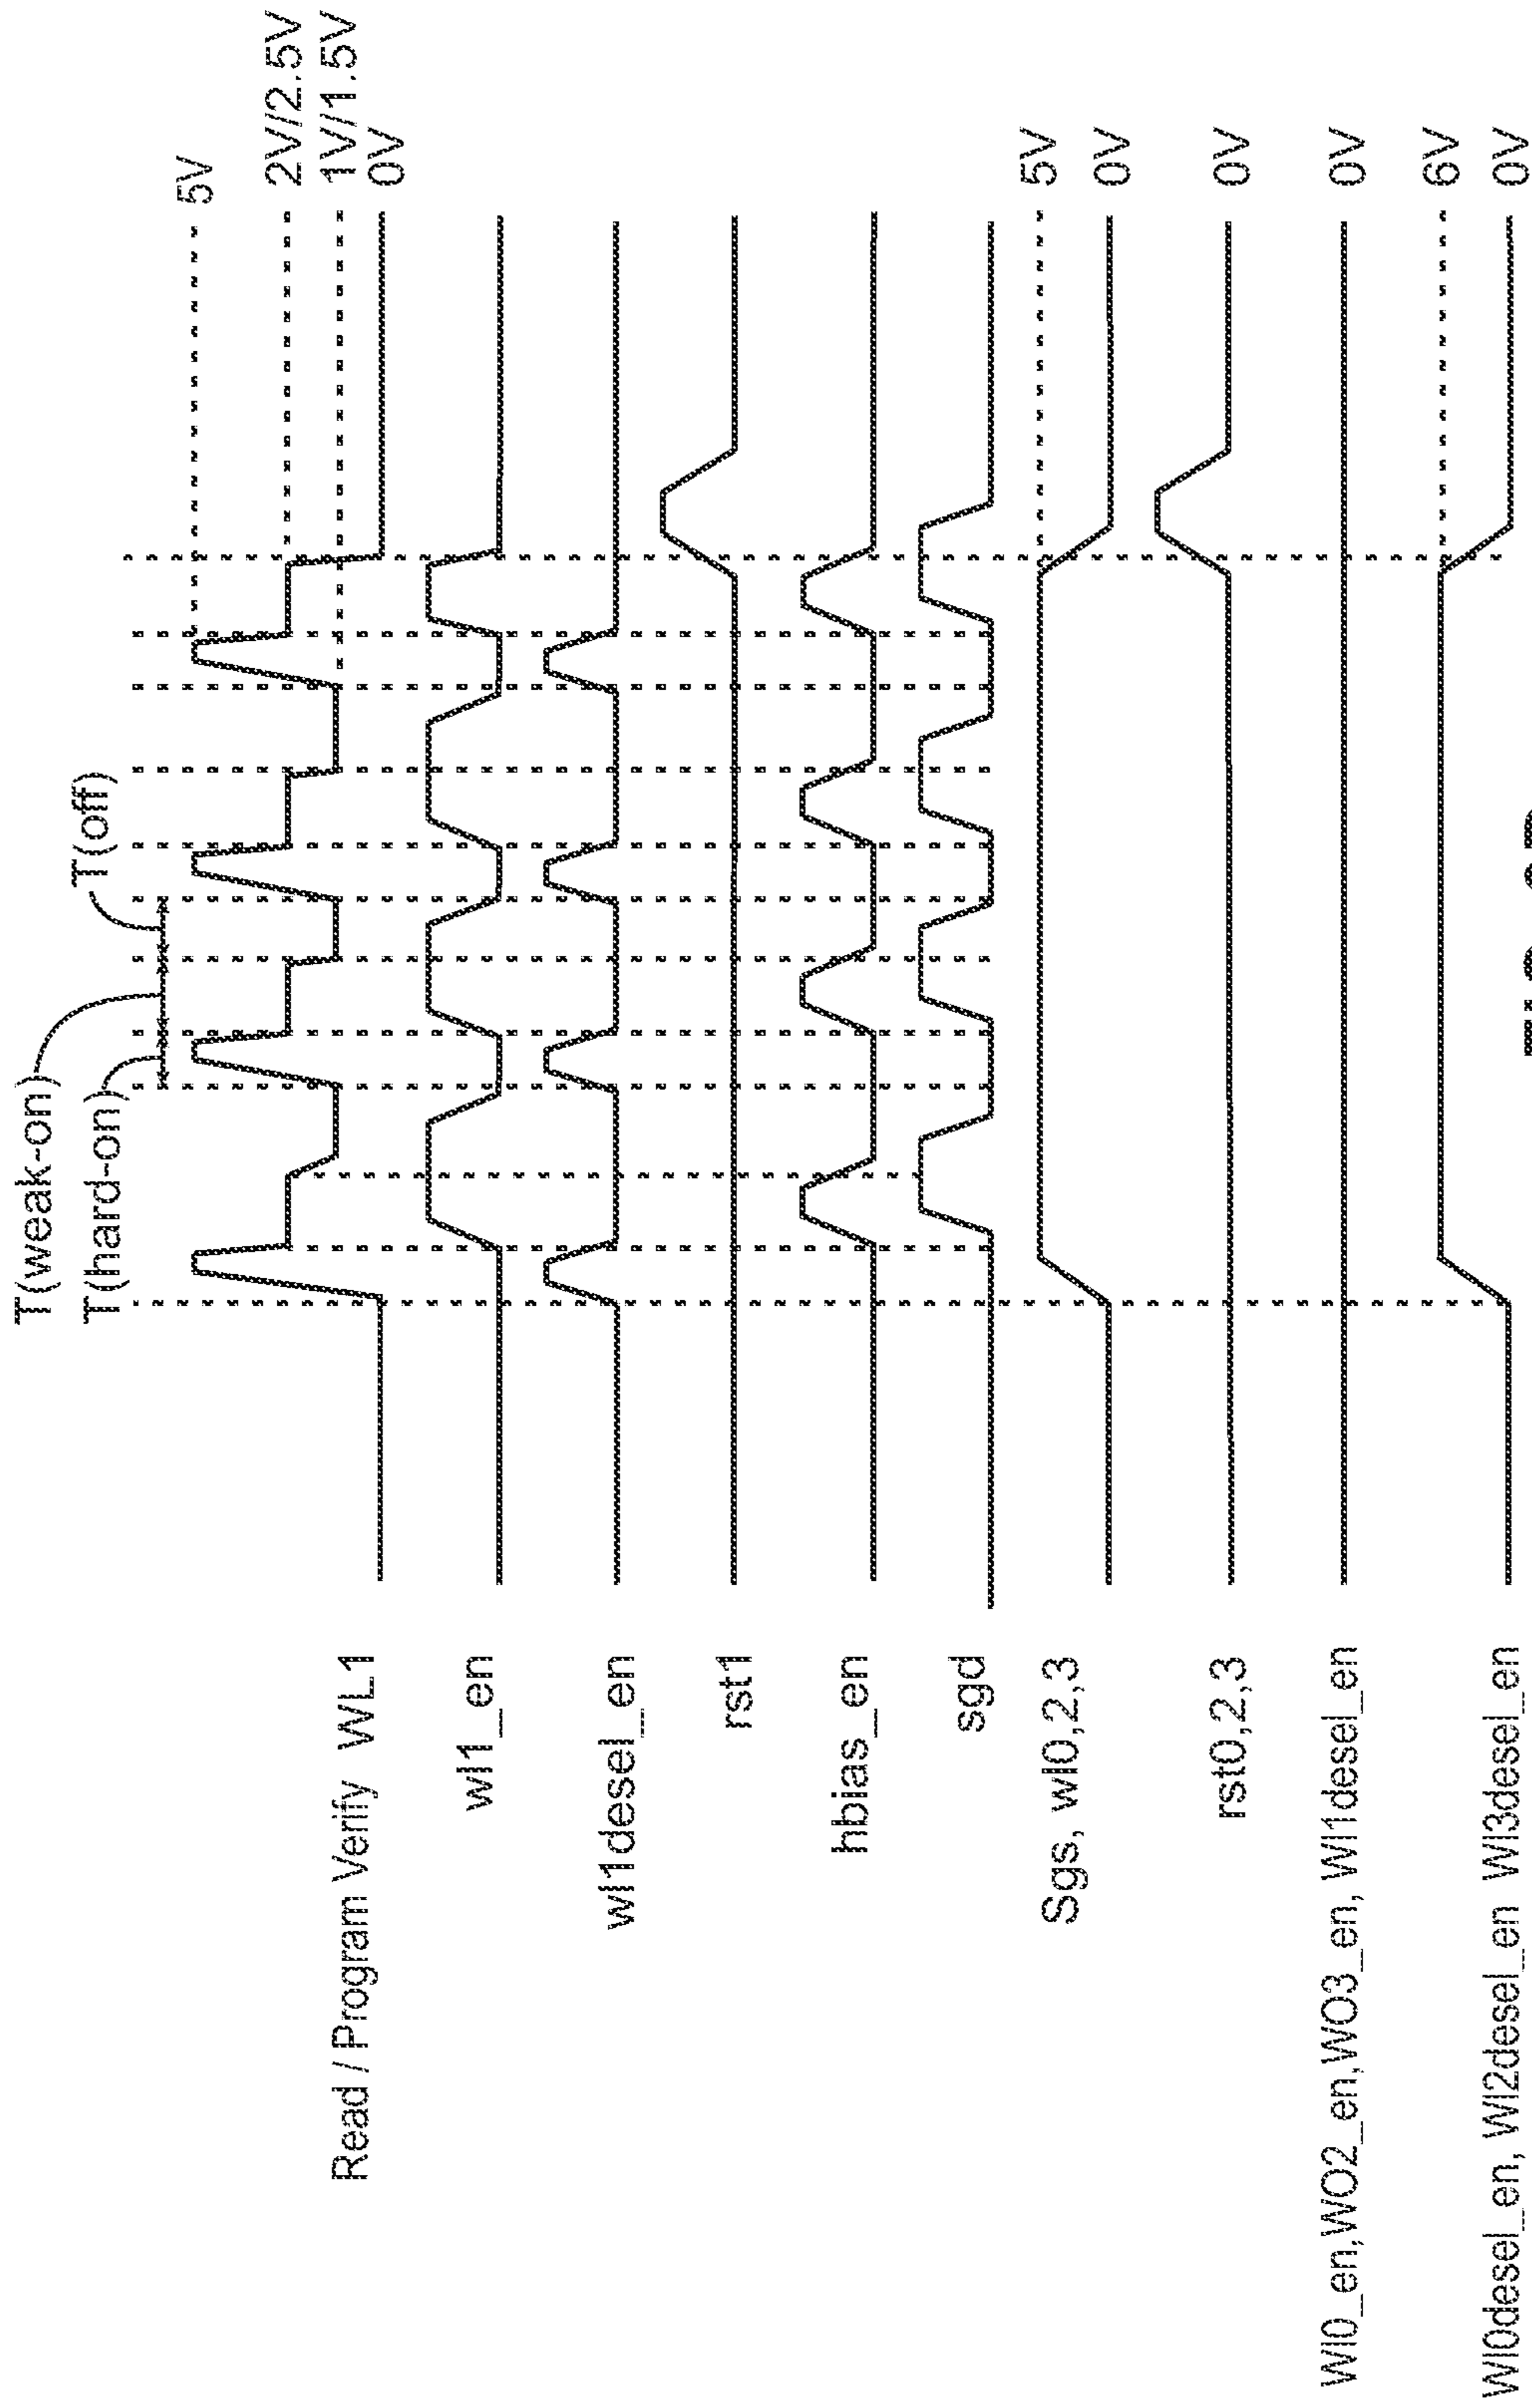 T(weak-on)
T(hard-on)
T(off)
5V
2V/2.5V
1V/1.5V
0V
Read / Program Verify WL1
wl1_en
wl1desel_en
rst1
hbias_en
sgd
Sgs, wl0,2,3
5V
0V
rst0,2,3
0V
Wl0_en,WO2_en,WO3_en, Wl1desel_en
0V
Wl0desel_en, Wl2desel_en Wl3desel_en
6V
0V